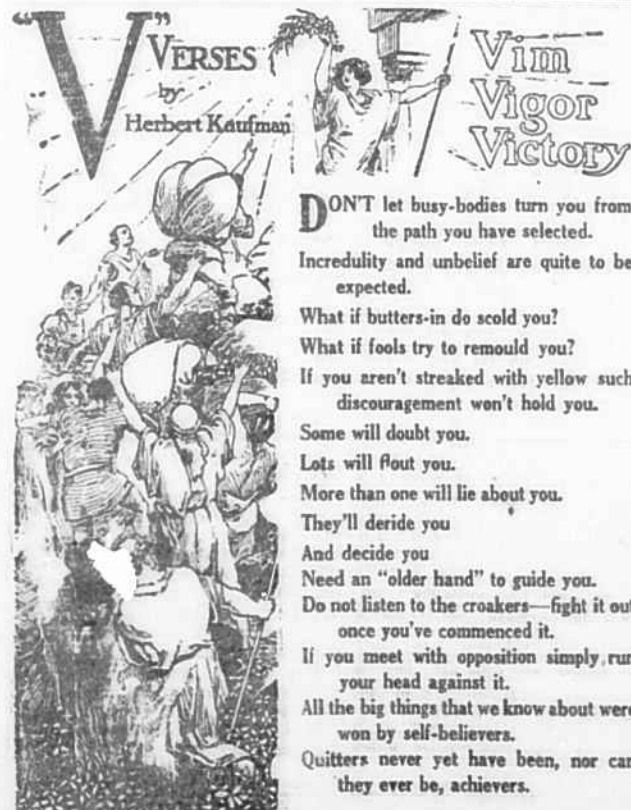 "V"
VERSES
by
Herbert Kaufman
Vim
Vigor
Victory
DON'T let busy-bodies turn you from
the path you have selected.
Incredulity and unbelief are quite to be
expected.
What if butters-in do scold you?
What if fools try to remould you?
If you aren't streaked with yellow such
discouragement won't hold you.
Some will doubt you.
Lots will flout you.
More than one will lie about you.
They'll deride you
And decide you
Need an "older hand" to guide you.
Do not listen to the croakers—fight it out
once you've commenced it.
If you meet with opposition simply run
your head against it.
All the big things that we know about were
won by self-believers.
Quitters never yet have been, nor can
they ever be, achievers.